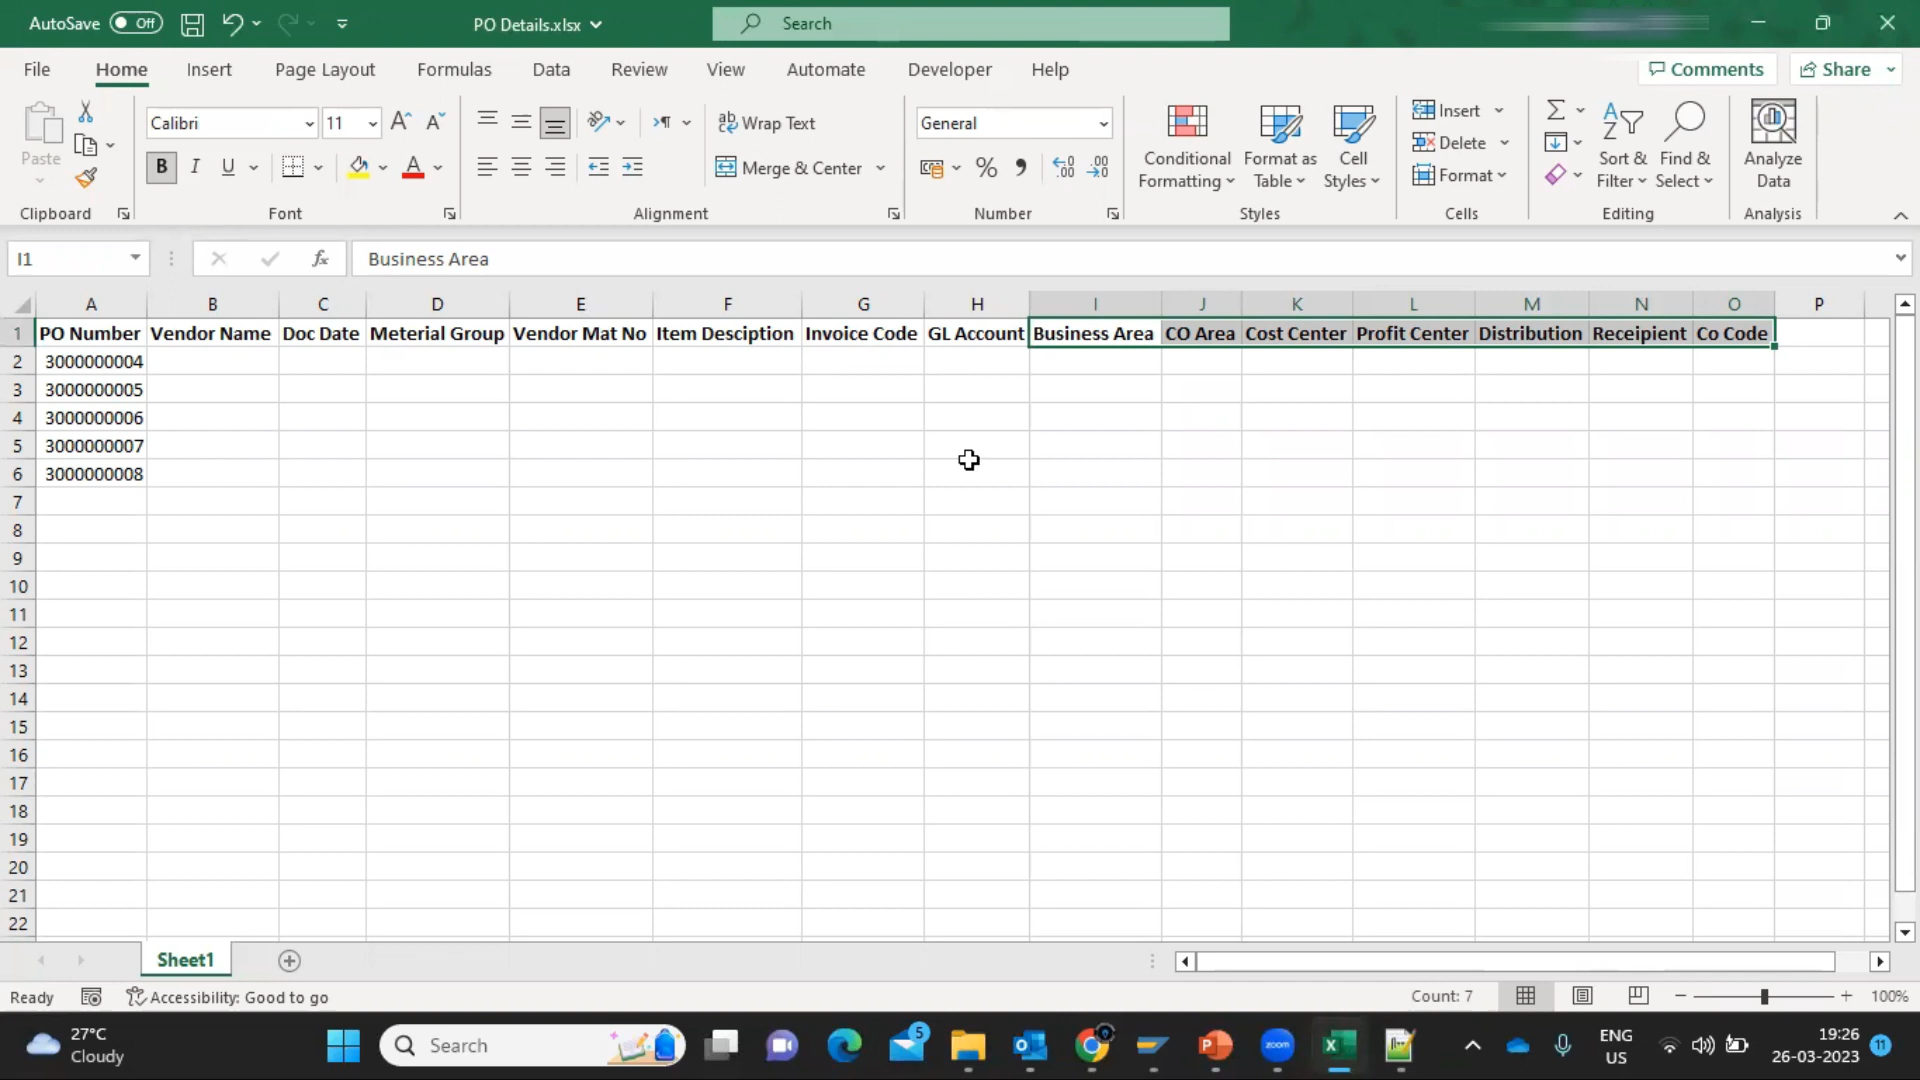 AutoSave Off PO Details.xlsx Search
File Home Insert Page Layout Formulas Data Review View Automate Developer Help Comments Share
Paste
Clipboard
Calibri 11
B I U A
Font
ab Wrap Text
Merge & Center
Alignment
General
% ,
Number
Conditional Formatting
Format as Table
Cell Styles
Styles
Insert
Delete
Format
Cells
Sort & Filter
Find & Select
Editing
Analyze Data
Analysis
I1 fx Business Area
A B C D E F G H I J K L M N O P
1 PO Number Vendor Name Doc Date Meterial Group Vendor Mat No Item Desciption Invoice Code GL Account Business Area CO Area Cost Center Profit Center Distribution Receipient Co Code
2 3000000004
3 3000000005
4 3000000006
5 3000000007
6 3000000008
7
8
9
10
11
12
13
14
15
16
17
18
19
20
21
22
Sheet1
Ready Accessibility: Good to go Count: 7 100%
27°C
Cloudy
Search
5
zoom
ENG
US
19:26
26-03-2023
11